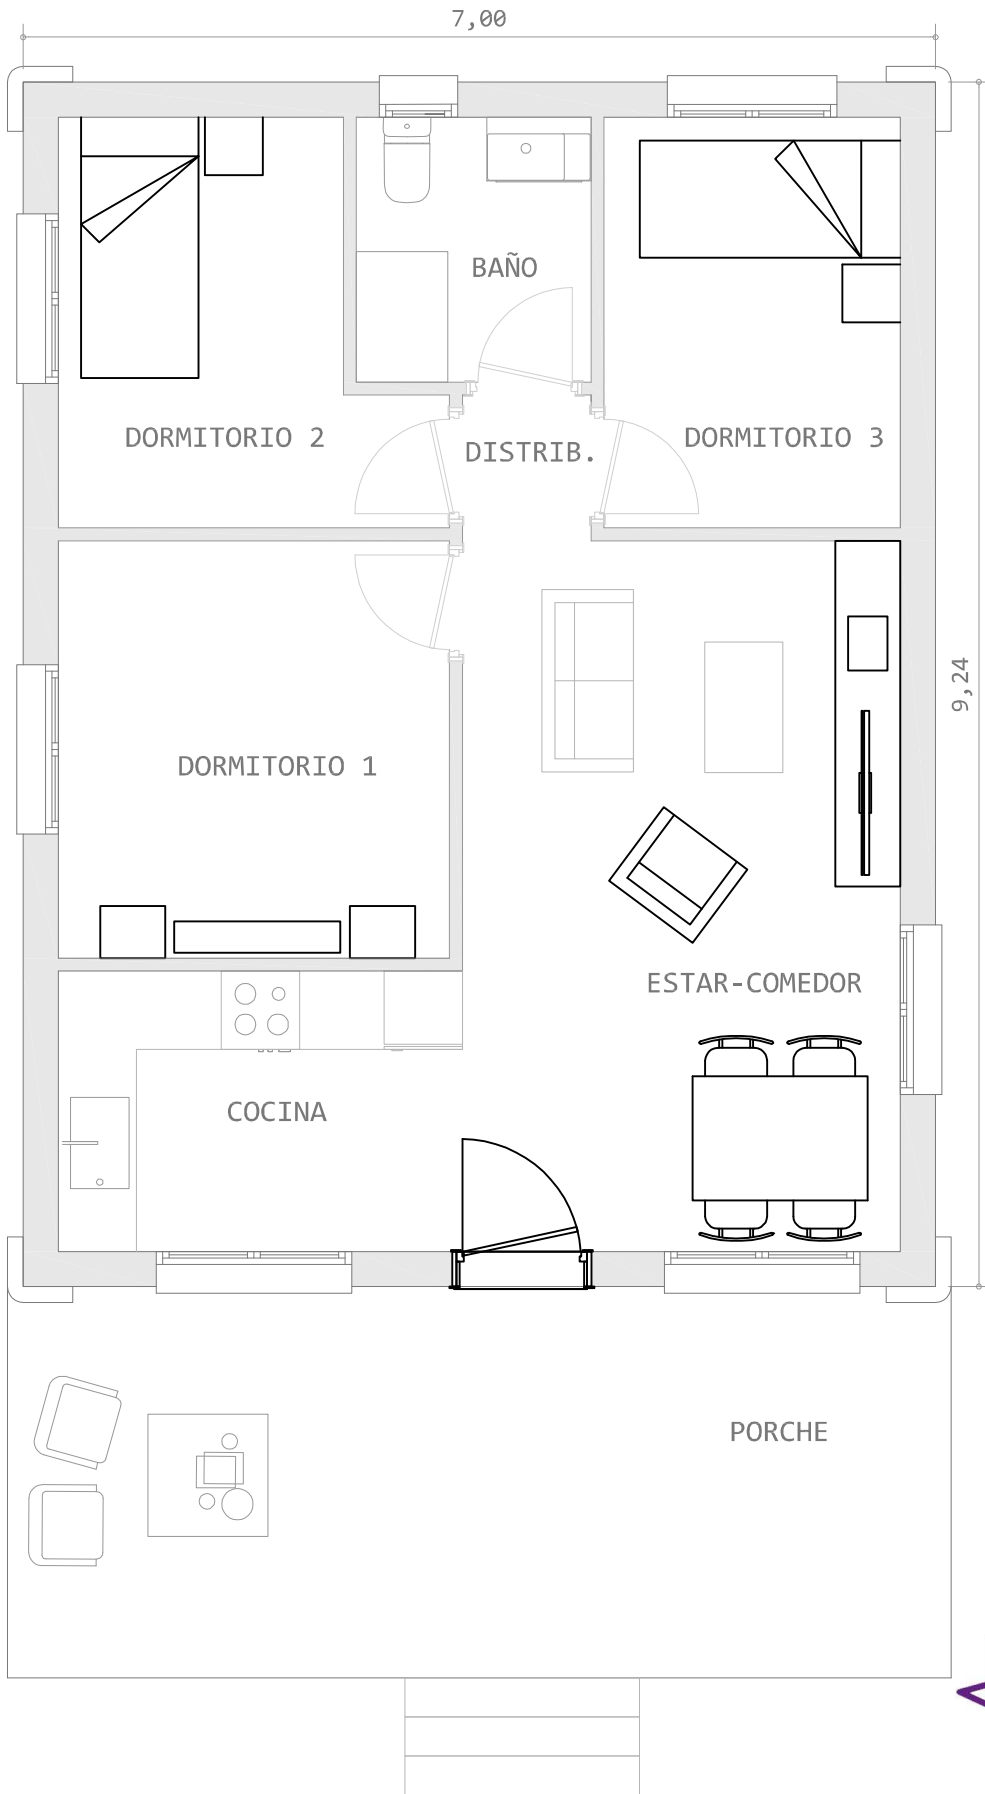 7,00
BAÑO
DORMITORIO 2
DORMITORIO 3
DISTRIB.
9,24
DORMITORIO 1
ESTAR-COMEDOR
COCINA
PORCHE